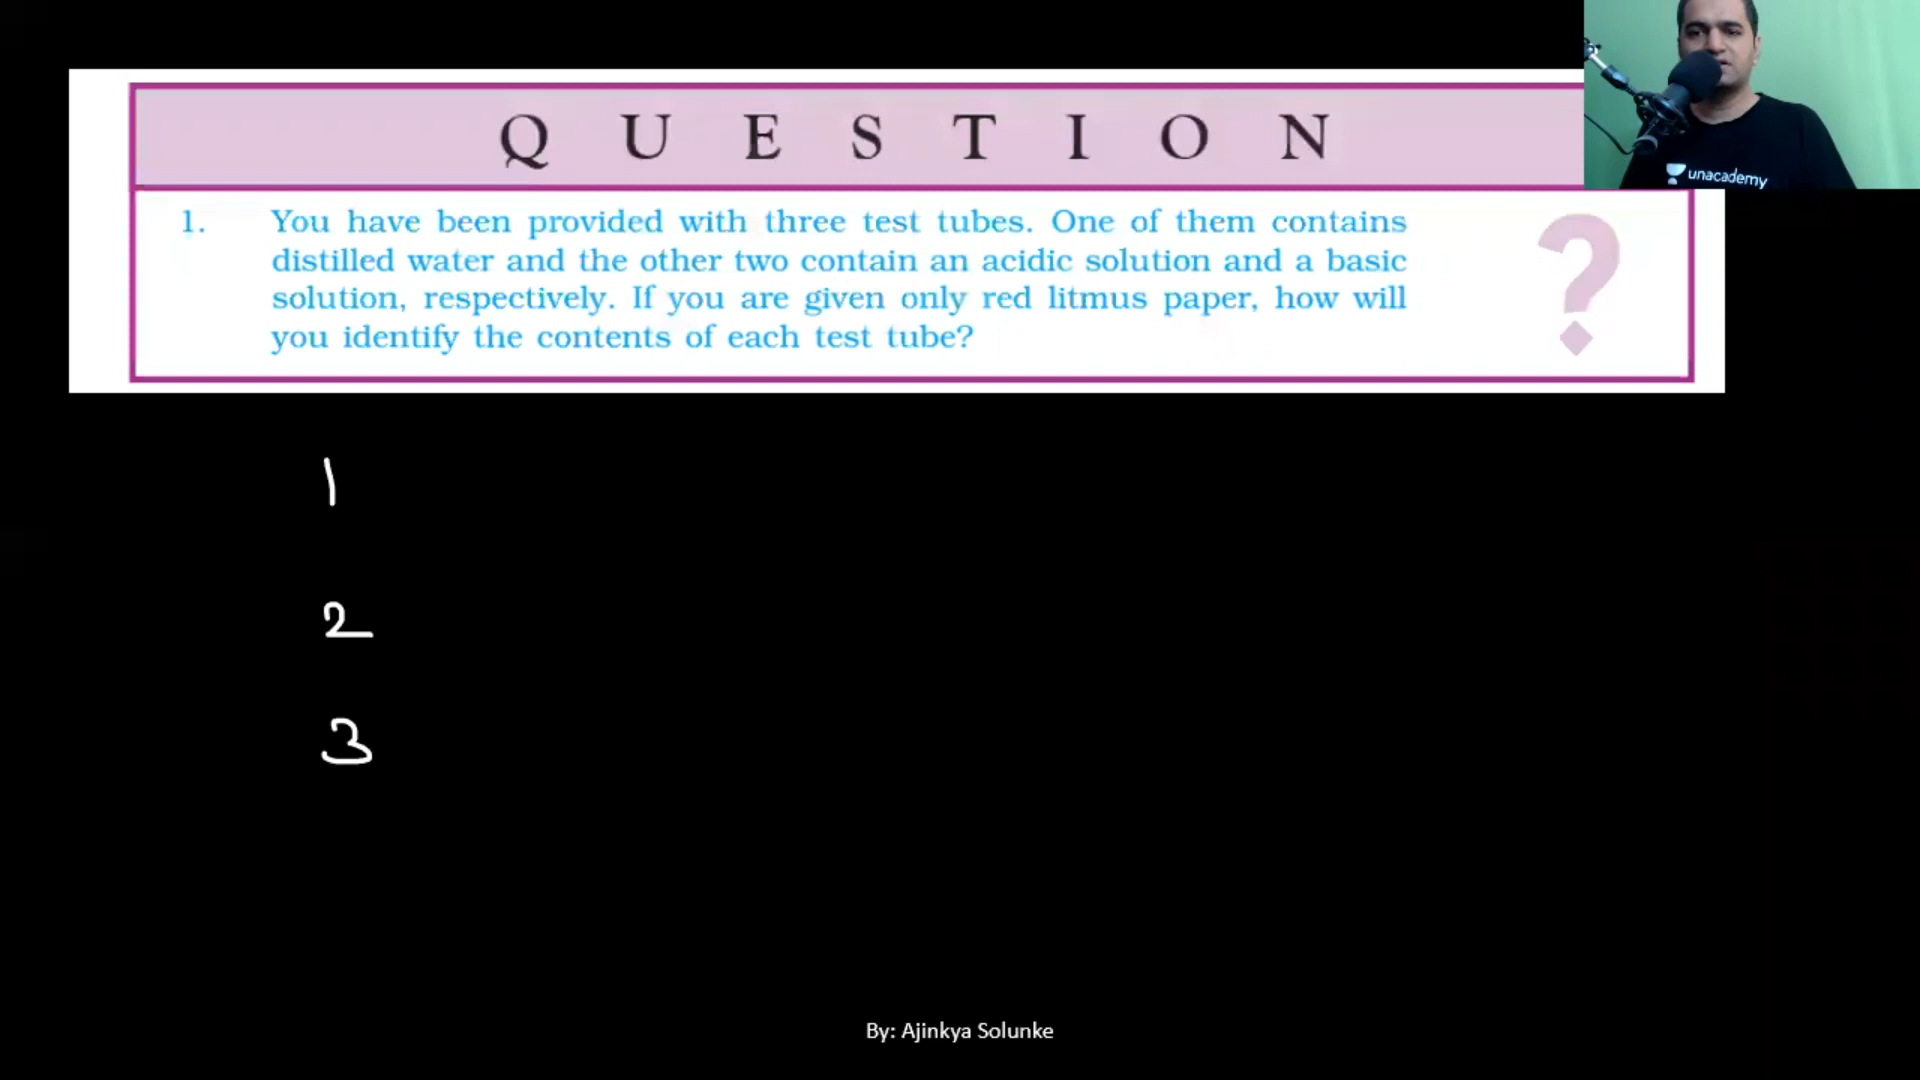 Q U E S T I O N
unacademy
1. You have been provided with three test tubes. One of them contains
distilled water and the other two contain an acidic solution and a basic
solution, respectively. If you are given only red litmus paper, how will
you identify the contents of each test tube?
?
1
2
3
By: Ajinkya Solunke